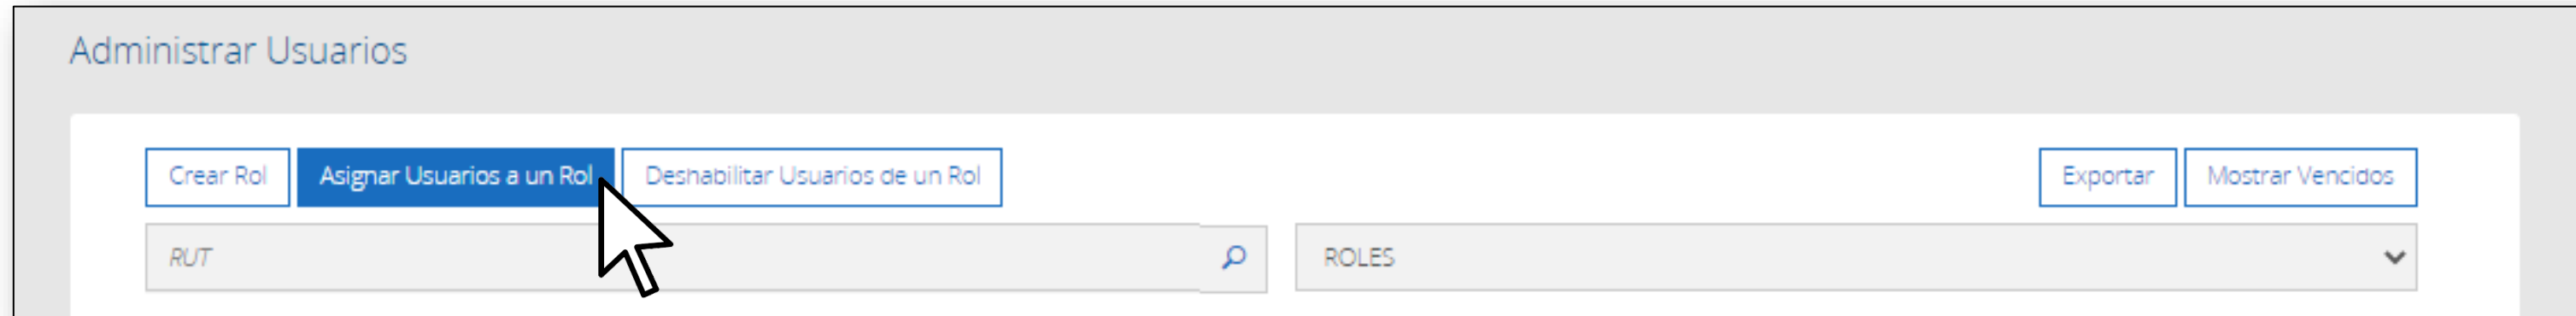 Administrar Usuarios
Crear Rol Asignar Usuarios a un Rol Deshabilitar Usuarios de un Rol Exportar Mostrar Vencidos
RUT ROLES